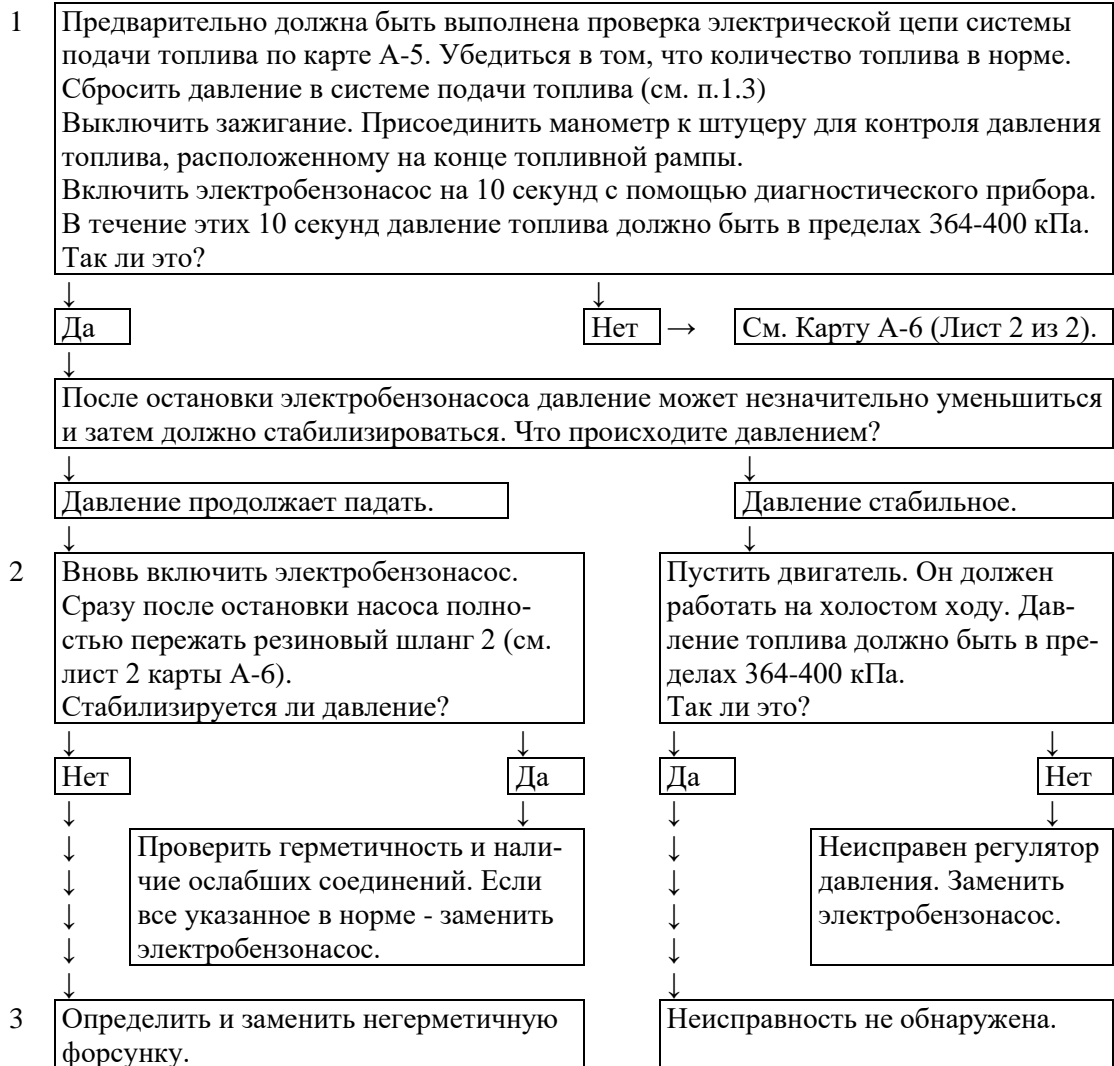 1 Предварительно должна быть выполнена проверка электрической цепи системы
подачи топлива по карте А-5. Убедиться в том, что количество топлива в норме.
Сбросить давление в системе подачи топлива (см. п.1.3)
Выключить зажигание. Присоединить манометр к штуцеру для контроля давления
топлива, расположенному на конце топливной рампы.
Включить электробензонасос на 10 секунд с помощью диагностического прибора.
В течение этих 10 секунд давление топлива должно быть в пределах 364-400 кПа.
Так ли это?
↓ ↓
Да Нет → См. Карту А-6 (Лист 2 из 2).
↓
После остановки электробензонасоса давление может незначительно уменьшиться
и затем должно стабилизироваться. Что происходите давлением?
↓ ↓
Давление продолжает падать. Давление стабильное.
↓ ↓
2 Вновь включить электробензонасос.
Сразу после остановки насоса полно-
стью пережать резиновый шланг 2 (см.
лист 2 карты А-6).
Стабилизируется ли давление?
Пустить двигатель. Он должен
работать на холостом ходу. Дав-
ление топлива должно быть в пре-
делах 364-400 кПа.
Так ли это?
↓ ↓ ↓ ↓
Нет Да Да Нет
↓ ↓ ↓ ↓
Проверить герметичность и нали-
чие ослабших соединений. Если
все указанное в норме - заменить
электробензонасос.
Неисправен регулятор
давления. Заменить
электробензонасос.
3 Определить и заменить негерметичную
форсунку.
Неисправность не обнаружена.